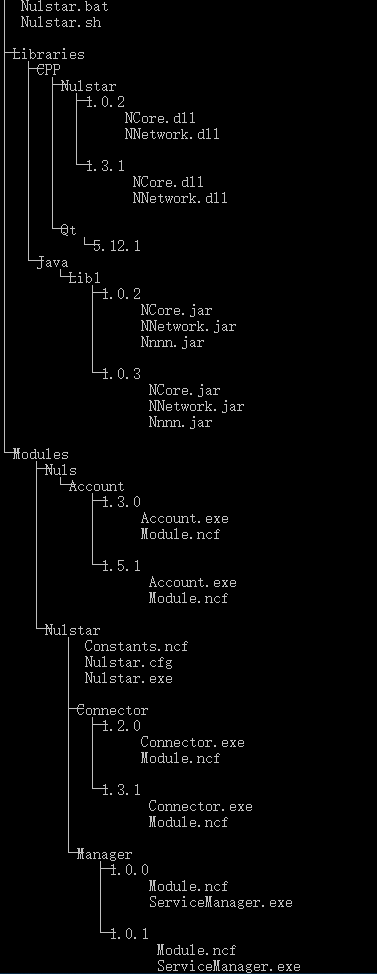 Nulstar.bat
Nulstar.sh
Libraries
CPP
Nulstar
1.0.2
NCore.dll
NNetwork.dll
1.3.1
NCore.dll
NNetwork.dll
Qt
5.12.1
Java
Lib1
1.0.2
NCore.jar
NNetwork.jar
Nnnn.jar
1.0.3
NCore.jar
NNetwork.jar
Nnnn.jar
Modules
Nuls
Account
1.3.0
Account.exe
Module.ncf
1.5.1
Account.exe
Module.ncf
Nulstar
Constants.ncf
Nulstar.cfg
Nulstar.exe
Connector
1.2.0
Connector.exe
Module.ncf
1.3.1
Connector.exe
Module.ncf
Manager
1.0.0
Module.ncf
ServiceManager.exe
1.0.1
Module.ncf
ServiceManager.exe